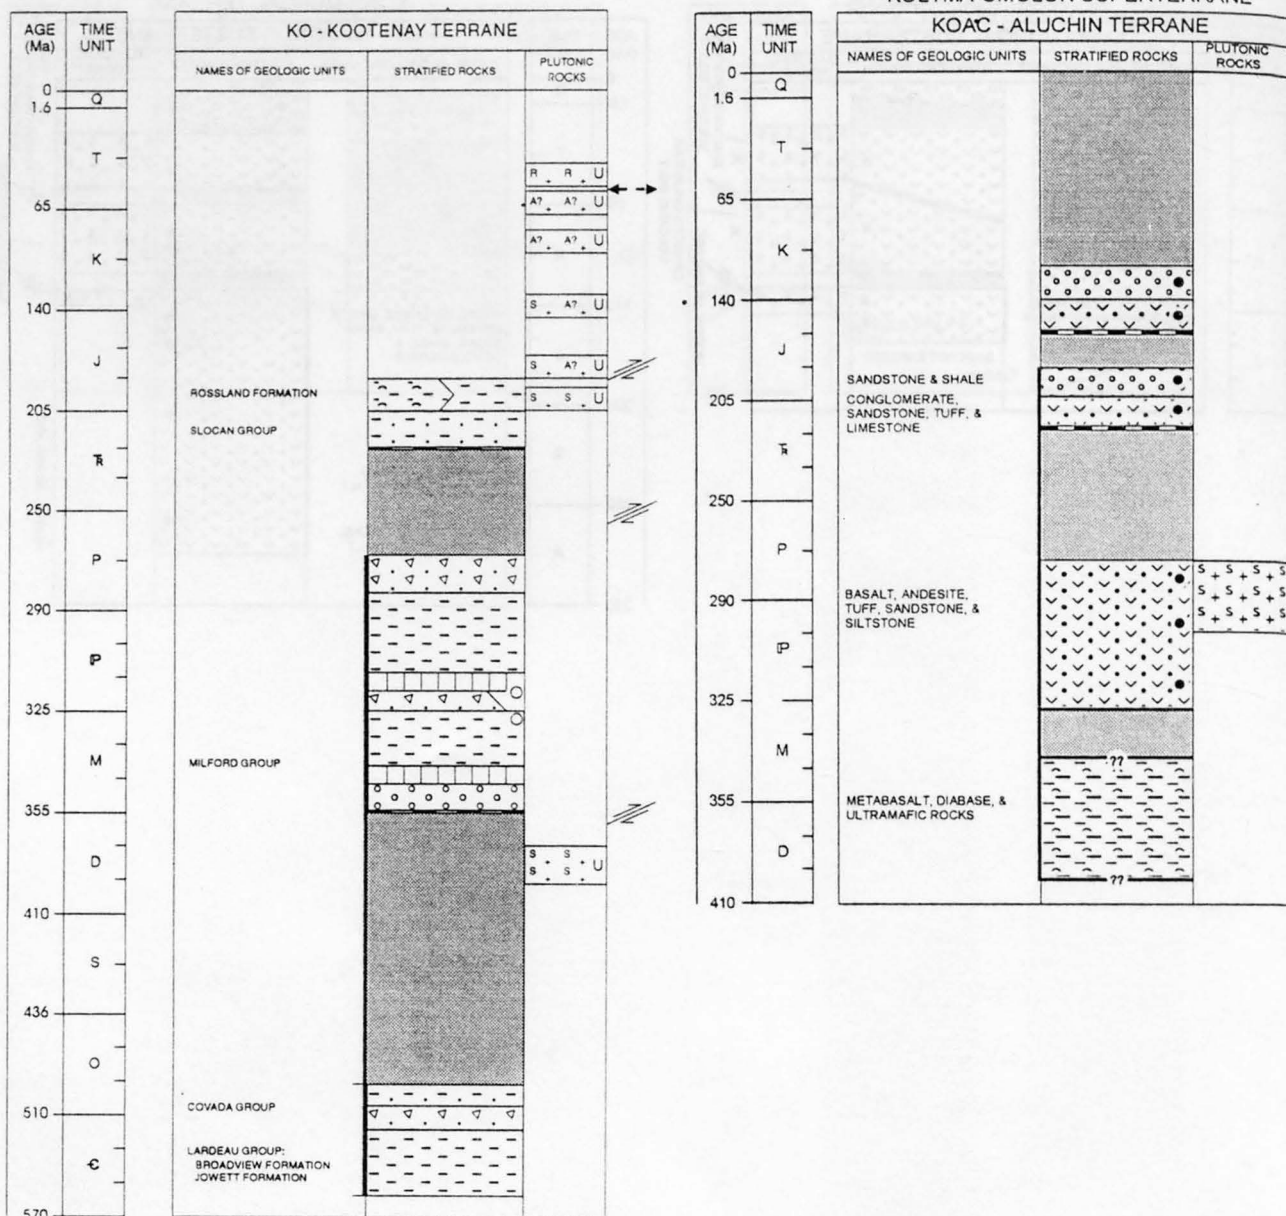 AGE
(Ma)
TIME
UNIT
KO - KOOTENAY TERRANE
NAMES OF GEOLOGIC UNITS
STRATIFIED ROCKS
PLUTONIC
ROCKS
0
1.6
65
140
205
250
290
325
355
410
436
510
570
Q
T
K
J
TR
P
IP
M
D
S
O
Є
ROSSLAND FORMATION
SLOCAN GROUP
MILFORD GROUP
COVADA GROUP
LARDEAU GROUP:
BROADVIEW FORMATION
JOWETT FORMATION
R R U
A? A? U
A? A? U
S A? U
S A? U
S S U
S S U
S S
KOAC - ALUCHIN TERRANE
AGE
(Ma)
TIME
UNIT
NAMES OF GEOLOGIC UNITS
STRATIFIED ROCKS
PLUTONIC
ROCKS
0
1.6
65
140
205
250
290
325
355
410
Q
T
K
J
TR
P
IP
M
D
SANDSTONE & SHALE
CONGLOMERATE,
SANDSTONE, TUFF, &
LIMESTONE
BASALT, ANDESITE,
TUFF, SANDSTONE, &
SILTSTONE
METABASALT, DIABASE, &
ULTRAMAFIC ROCKS
S S S S
S S S S
S S S S
??
??